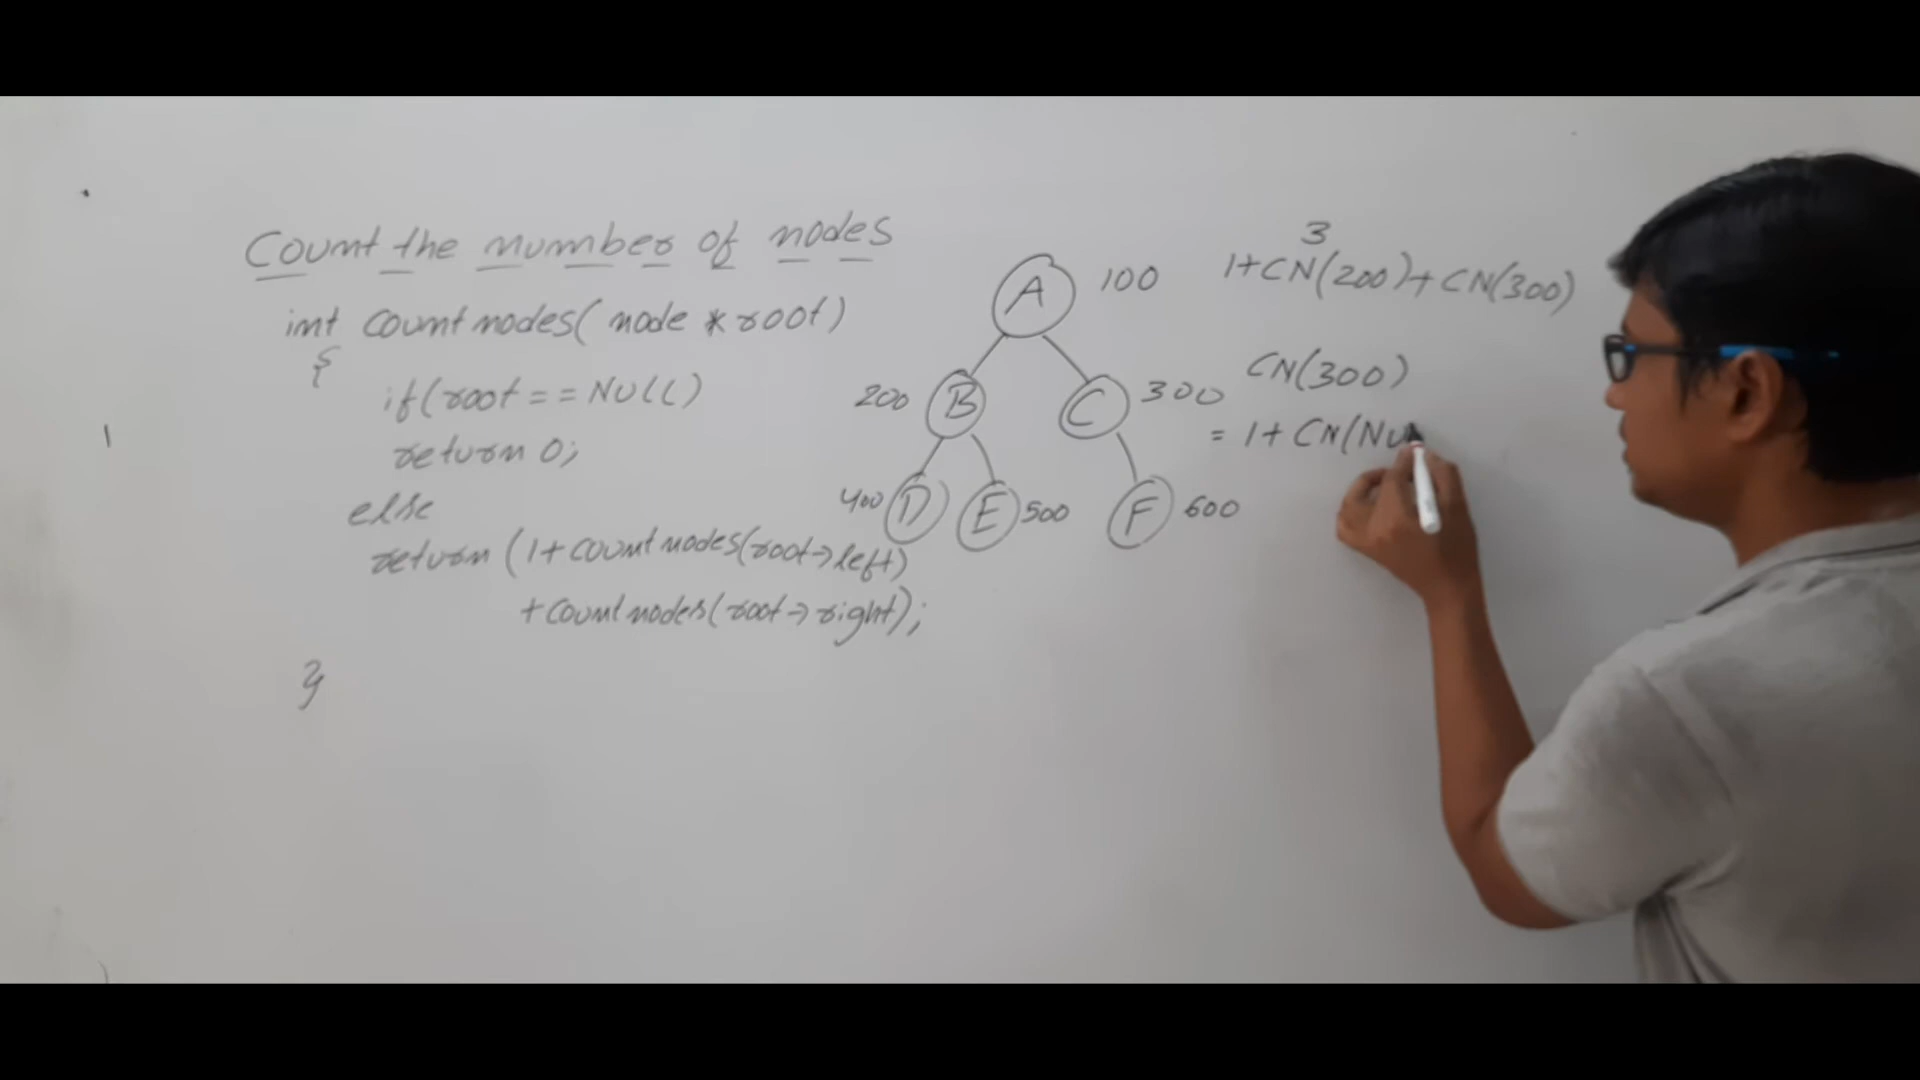 Count the number of nodes
int countnodes( node *root)
{
if(root == NULL)
return 0;
else
return (1+countnodes(root->left)
+countnodes(root->right);
}
A 100
200 B
C 300
400 D
E 500
F 600
3
1+CN(200)+CN(300)
CN(300)
= 1+ CN(NU